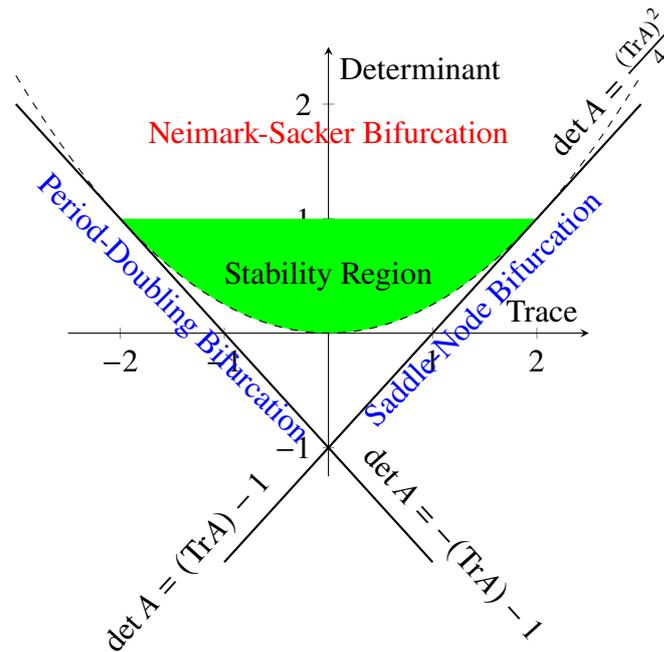 det A = (TrA)²/4
Determinant
2
Neimark-Sacker Bifurcation
1
Period-Doubling Bifurcation
Saddle-Node Bifurcation
Stability Region
Trace
−2
−1
1
2
−1
det A = (TrA) − 1
det A = −(TrA) − 1